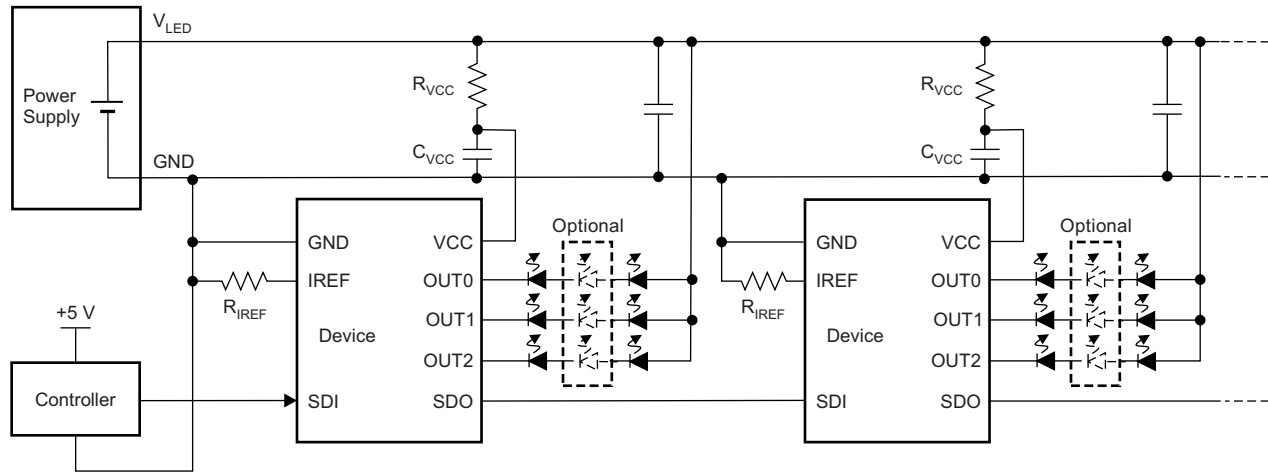 V_LED
Power
Supply
R_VCC
R_VCC
C_VCC
C_VCC
GND
Optional
Optional
GND
VCC
GND
VCC
IREF
OUT0
IREF
OUT0
R_IREF
R_IREF
+5 V
Device
OUT1
Device
OUT1
OUT2
OUT2
Controller
SDI
SDO
SDI
SDO